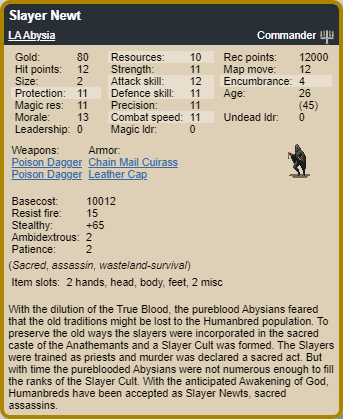 Slayer Newt
LA Abysia Commander
Gold: 80 Resources: 10 Rec points: 12000
Hit points: 12 Strength: 11 Map move: 12
Size: 2 Attack skill: 12 Encumbrance: 4
Protection: 11 Defence skill: 11 Age: 26
Magic res: 11 Precision: 11 (45)
Morale: 13 Combat speed: 11 Undead ldr: 0
Leadership: 0 Magic ldr: 0
Weapons: Armor:
Poison Dagger Chain Mail Cuirass
Poison Dagger Leather Cap
Basecost: 10012
Resist fire: 15
Stealthy: +65
Ambidextrous: 2
Patience: 2
(Sacred, assassin, wasteland-survival)
Item slots: 2 hands, head, body, feet, 2 misc
With the dilution of the True Blood, the pureblood Abysians feared
that the old traditions might be lost to the Humanbred population. To
preserve the old ways the slayers were incorporated in the sacred
caste of the Anathemants and a Slayer Cult was formed. The Slayers
were trained as priests and murder was declared a sacred act. But
with time the pureblooded Abysians were not numerous enough to
fill the ranks of the Slayer Cult. With the anticipated Awakening of God,
Humanbreds have been accepted as Slayer Newts, sacred
assassins.